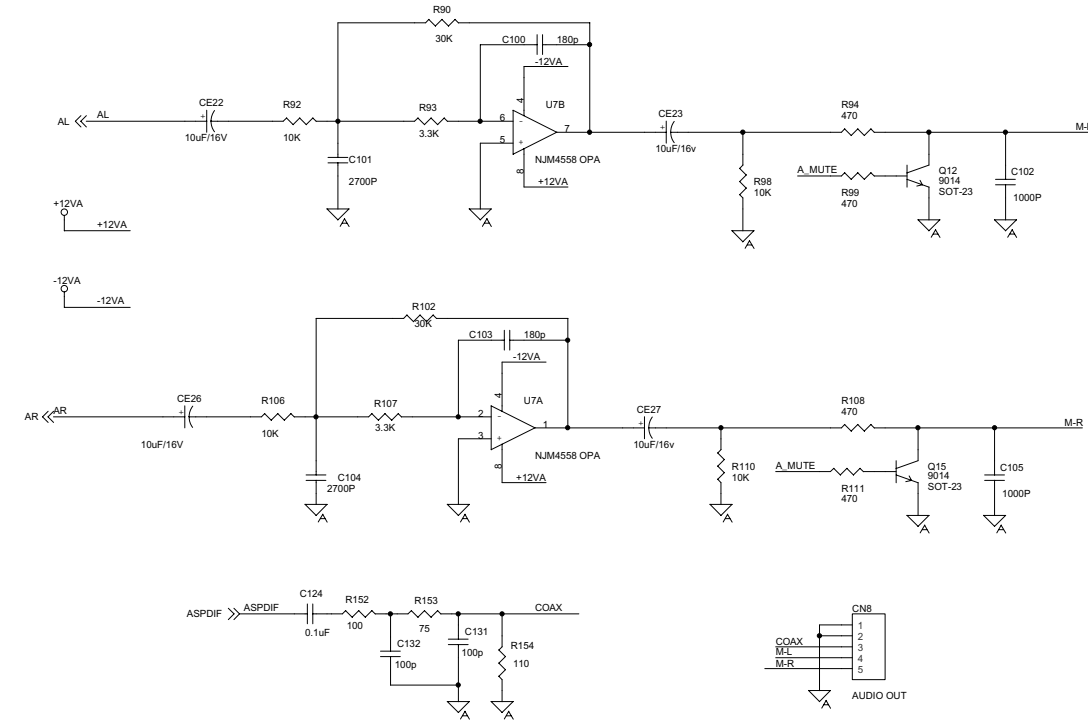 R90
30K
C100 180p
-12VA
4
U7B
AL AL
CE22
10uF/16V
R92
10K
R93
3.3K
6 -
5 +
7
8
NJM4558 OPA
+12VA
C101
2700P
A
A
CE23
10uF/16v
R98
10K
A
R94
470
M-L
A_MUTE
R99
470
Q12
9014
SOT-23
A
C102
1000P
A
+12VA
+12VA
-12VA
-12VA
R102
30K
C103 180p
-12VA
4
U7A
AR AR
CE26
10uF/16V
R106
10K
R107
3.3K
2 -
3 +
1
8
NJM4558 OPA
+12VA
C104
2700P
A
A
CE27
10uF/16v
R110
10K
A
R108
470
M-R
A_MUTE
R111
470
Q15
9014
SOT-23
A
C105
1000P
A
ASPDIF ASPDIF
C124
0.1uF
R152
100
R153
75
COAX
C132
100p
C131
100p
R154
110
A
A
CN8
1
2
COAX 3
M-L 4
M-R 5
A
AUDIO OUT